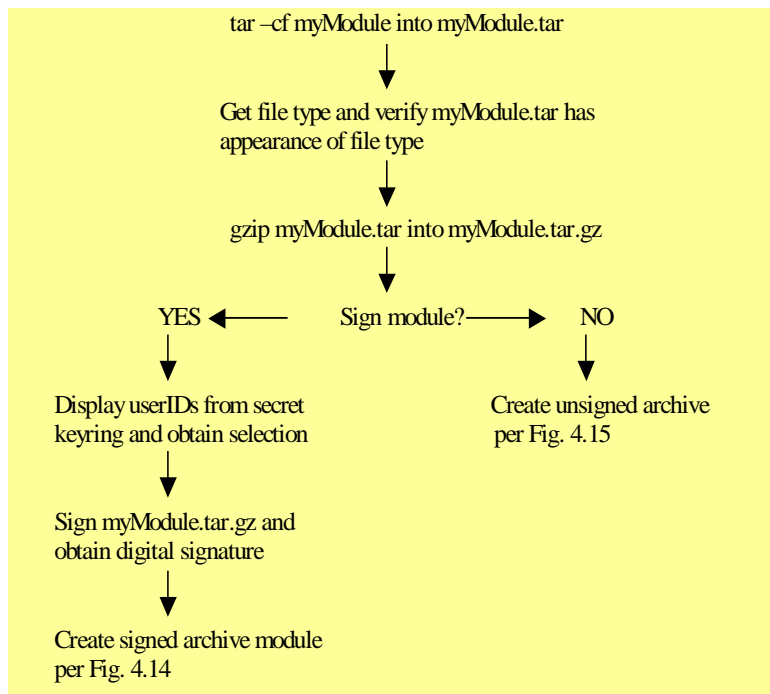 tar –cf myModule into myModule.tar
Get file type and verify myModule.tar has
appearance of file type
gzip myModule.tar into myModule.tar.gz
YES
Sign module?
NO
Display userIDs from secret
keyring and obtain selection
Create unsigned archive
per Fig. 4.15
Sign myModule.tar.gz and
obtain digital signature
Create signed archive module
per Fig. 4.14